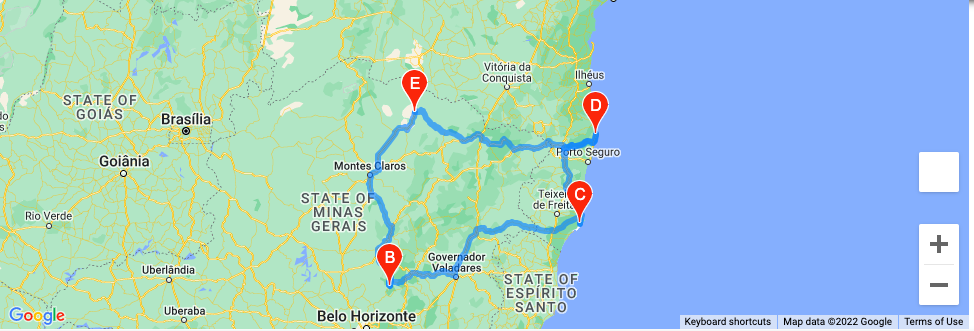 Vitória da
Conquista
Ilhéus
STATE OF
GOIÁS
E
D
Brasília
Porto Seguro
Goiânia
Montes Claros
C
STATE OF
MINAS
GERAIS
Teixe
de Freita
Rio Verde
B
Governador
Valadares
Uberlândia
STATE OF
ESPÍRITO
SANTO
Uberaba
Belo Horizonte
Google
Keyboard shortcuts
Map data ©2022 Google
Terms of Use